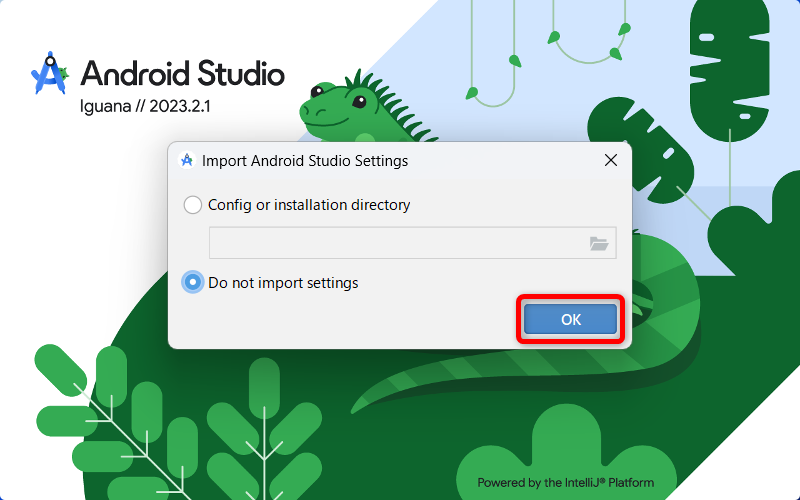 Android Studio
Iguana // 2023.2.1
Import Android Studio Settings
Config or installation directory
Do not import settings
OK
Powered by the IntelliJ® Platform